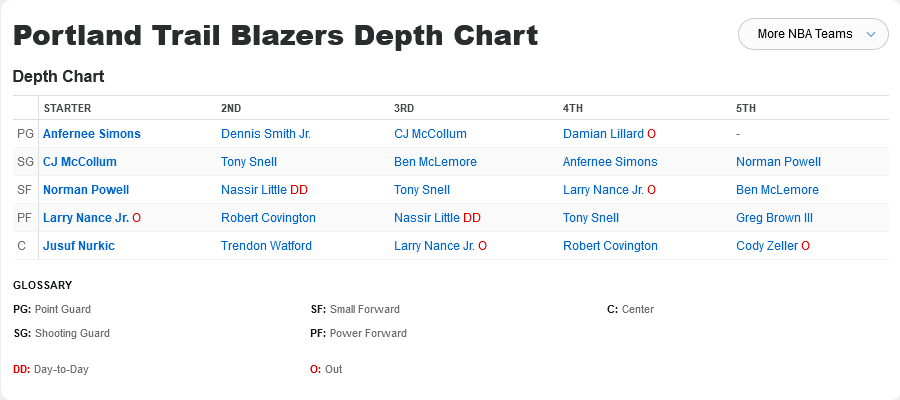 Portland Trail Blazers Depth Chart
More NBA Teams
Depth Chart
STARTER 2ND 3RD 4TH 5TH
PG Anfernee Simons Dennis Smith Jr. CJ McCollum Damian Lillard O -
SG CJ McCollum Tony Snell Ben McLemore Anfernee Simons Norman Powell
SF Norman Powell Nassir Little DD Tony Snell Larry Nance Jr. O Ben McLemore
PF Larry Nance Jr. O Robert Covington Nassir Little DD Tony Snell Greg Brown III
C Jusuf Nurkic Trendon Watford Larry Nance Jr. O Robert Covington Cody Zeller O
GLOSSARY
PG: Point Guard SF: Small Forward C: Center
SG: Shooting Guard PF: Power Forward
DD: Day-to-Day O: Out